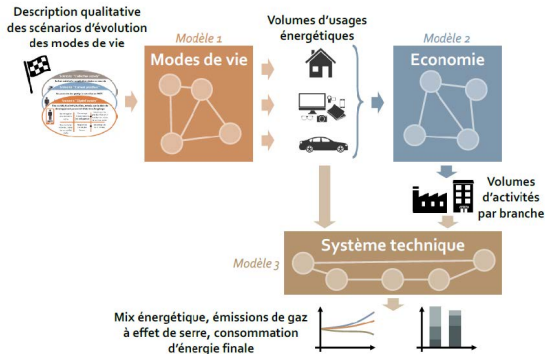 Description qualitative
des scénarios d'évolution
des modes de vie
Modèle 1
Modes de vie
Volumes d'usages
énergétiques
Modèle 2
Economie
Volumes
d'activités
par branche
Système technique
Modèle 3
Mix énergétique, émissions de gaz
à effet de serre, consommation
d'énergie finale